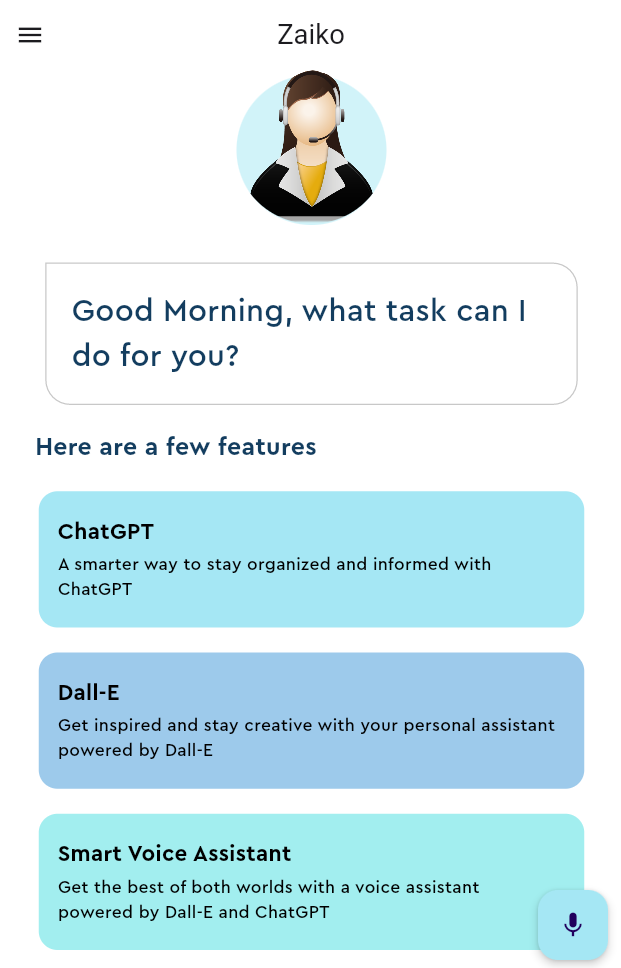 Zaiko
Good Morning, what task can I
do for you?
Here are a few features
ChatGPT
A smarter way to stay organized and informed with
ChatGPT
Dall-E
Get inspired and stay creative with your personal assistant
powered by Dall-E
Smart Voice Assistant
Get the best of both worlds with a voice assistant
powered by Dall-E and ChatGPT